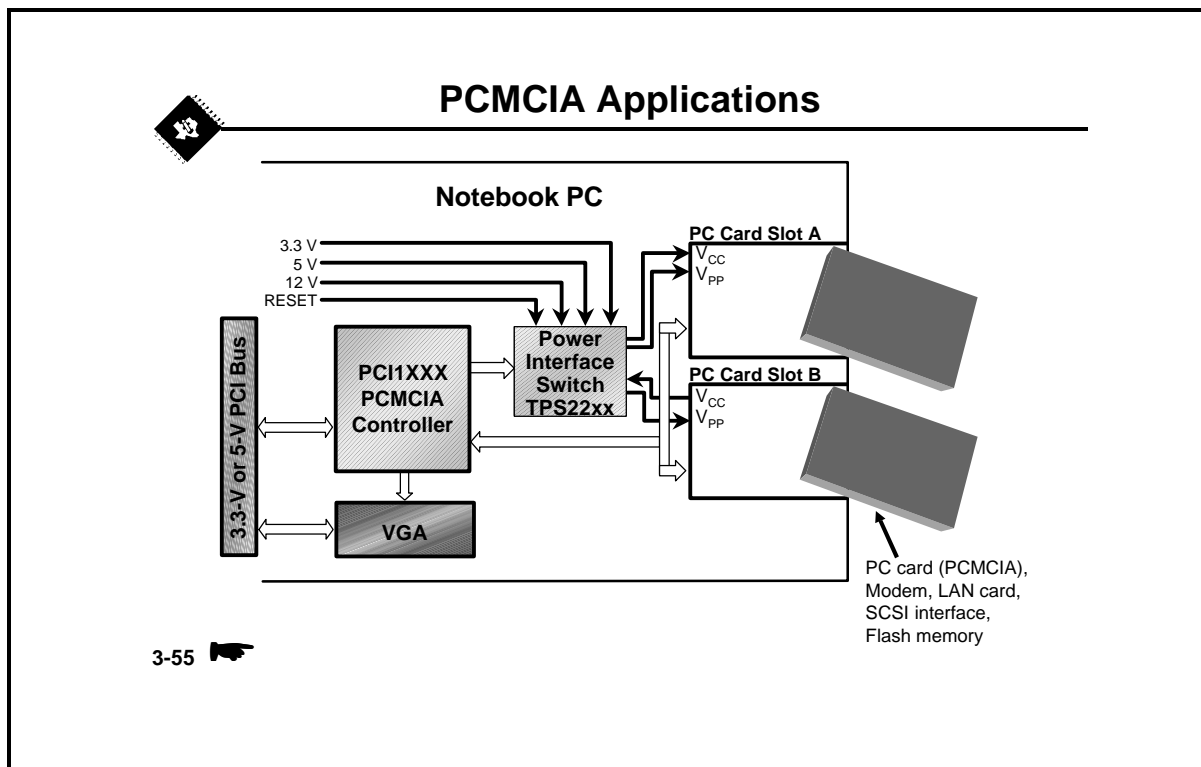 PCMCIA Applications
Notebook PC
3.3 V
5 V
12 V
RESET
3.3-V or 5-V PCI Bus
PCI1XXX
PCMCIA
Controller
VGA
Power
Interface
Switch
TPS22xx
PC Card Slot A
VCC
VPP
PC Card Slot B
VCC
VPP
PC card (PCMCIA),
Modem, LAN card,
SCSI interface,
Flash memory
3-55